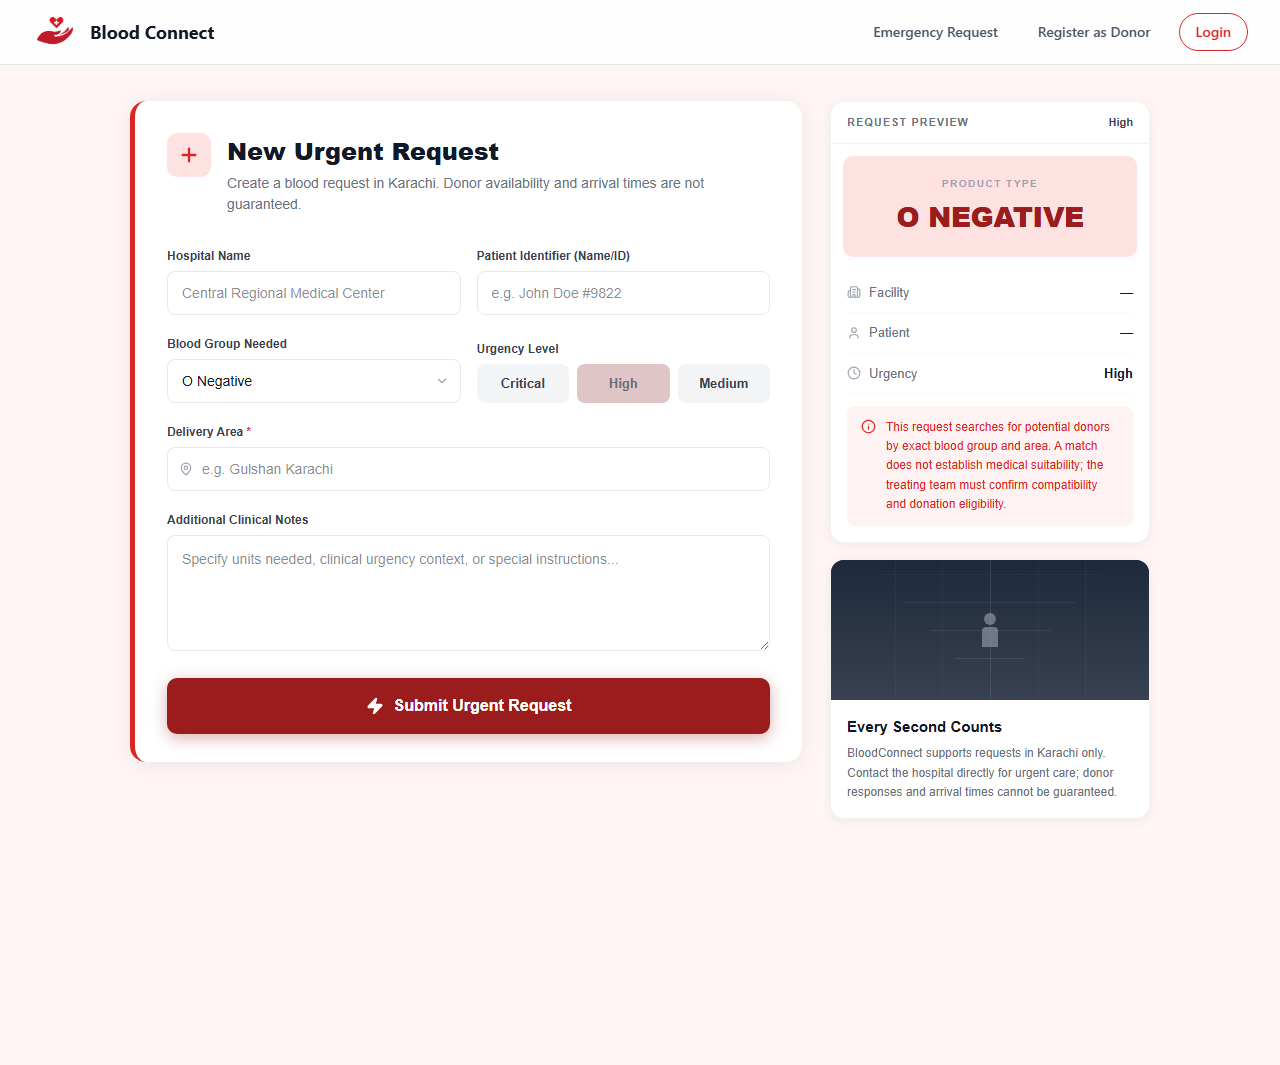 Blood Connect
Emergency Request
Register as Donor
Login
New Urgent Request
Create a blood request in Karachi. Donor availability and arrival times are not
guaranteed.
Hospital Name
Patient Identifier (Name/ID)
Central Regional Medical Center
e.g. John Doe #9822
Blood Group Needed
Urgency Level
O Negative
Critical
High
Medium
Delivery Area *
e.g. Gulshan Karachi
Additional Clinical Notes
Specify units needed, clinical urgency context, or special instructions...
Submit Urgent Request
REQUEST PREVIEW
High
PRODUCT TYPE
O NEGATIVE
Facility
—
Patient
—
Urgency
High
This request searches for potential donors
by exact blood group and area. A match
does not establish medical suitability; the
treating team must confirm compatibility
and donation eligibility.
Every Second Counts
BloodConnect supports requests in Karachi only.
Contact the hospital directly for urgent care; donor
responses and arrival times cannot be guaranteed.